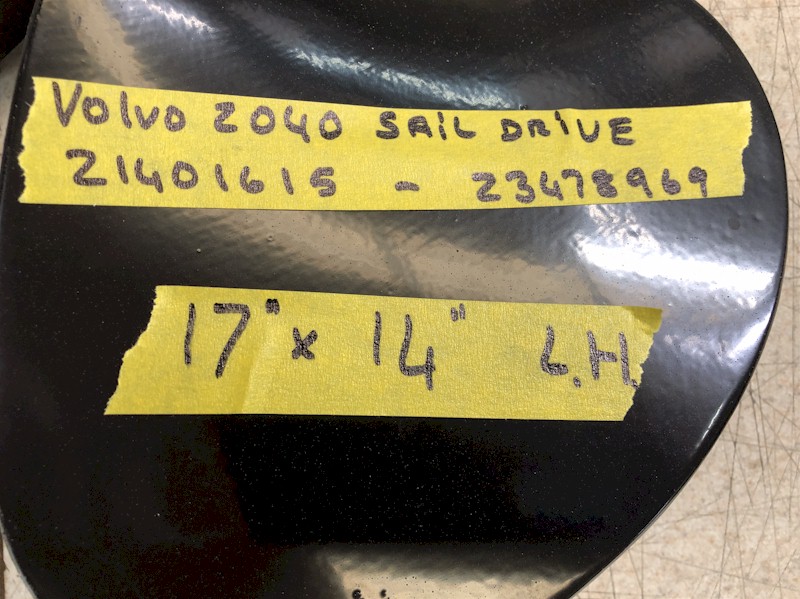 Volvo 2040 SAIL DRIVE
21401615 - 23478969
17" x 14" L.H